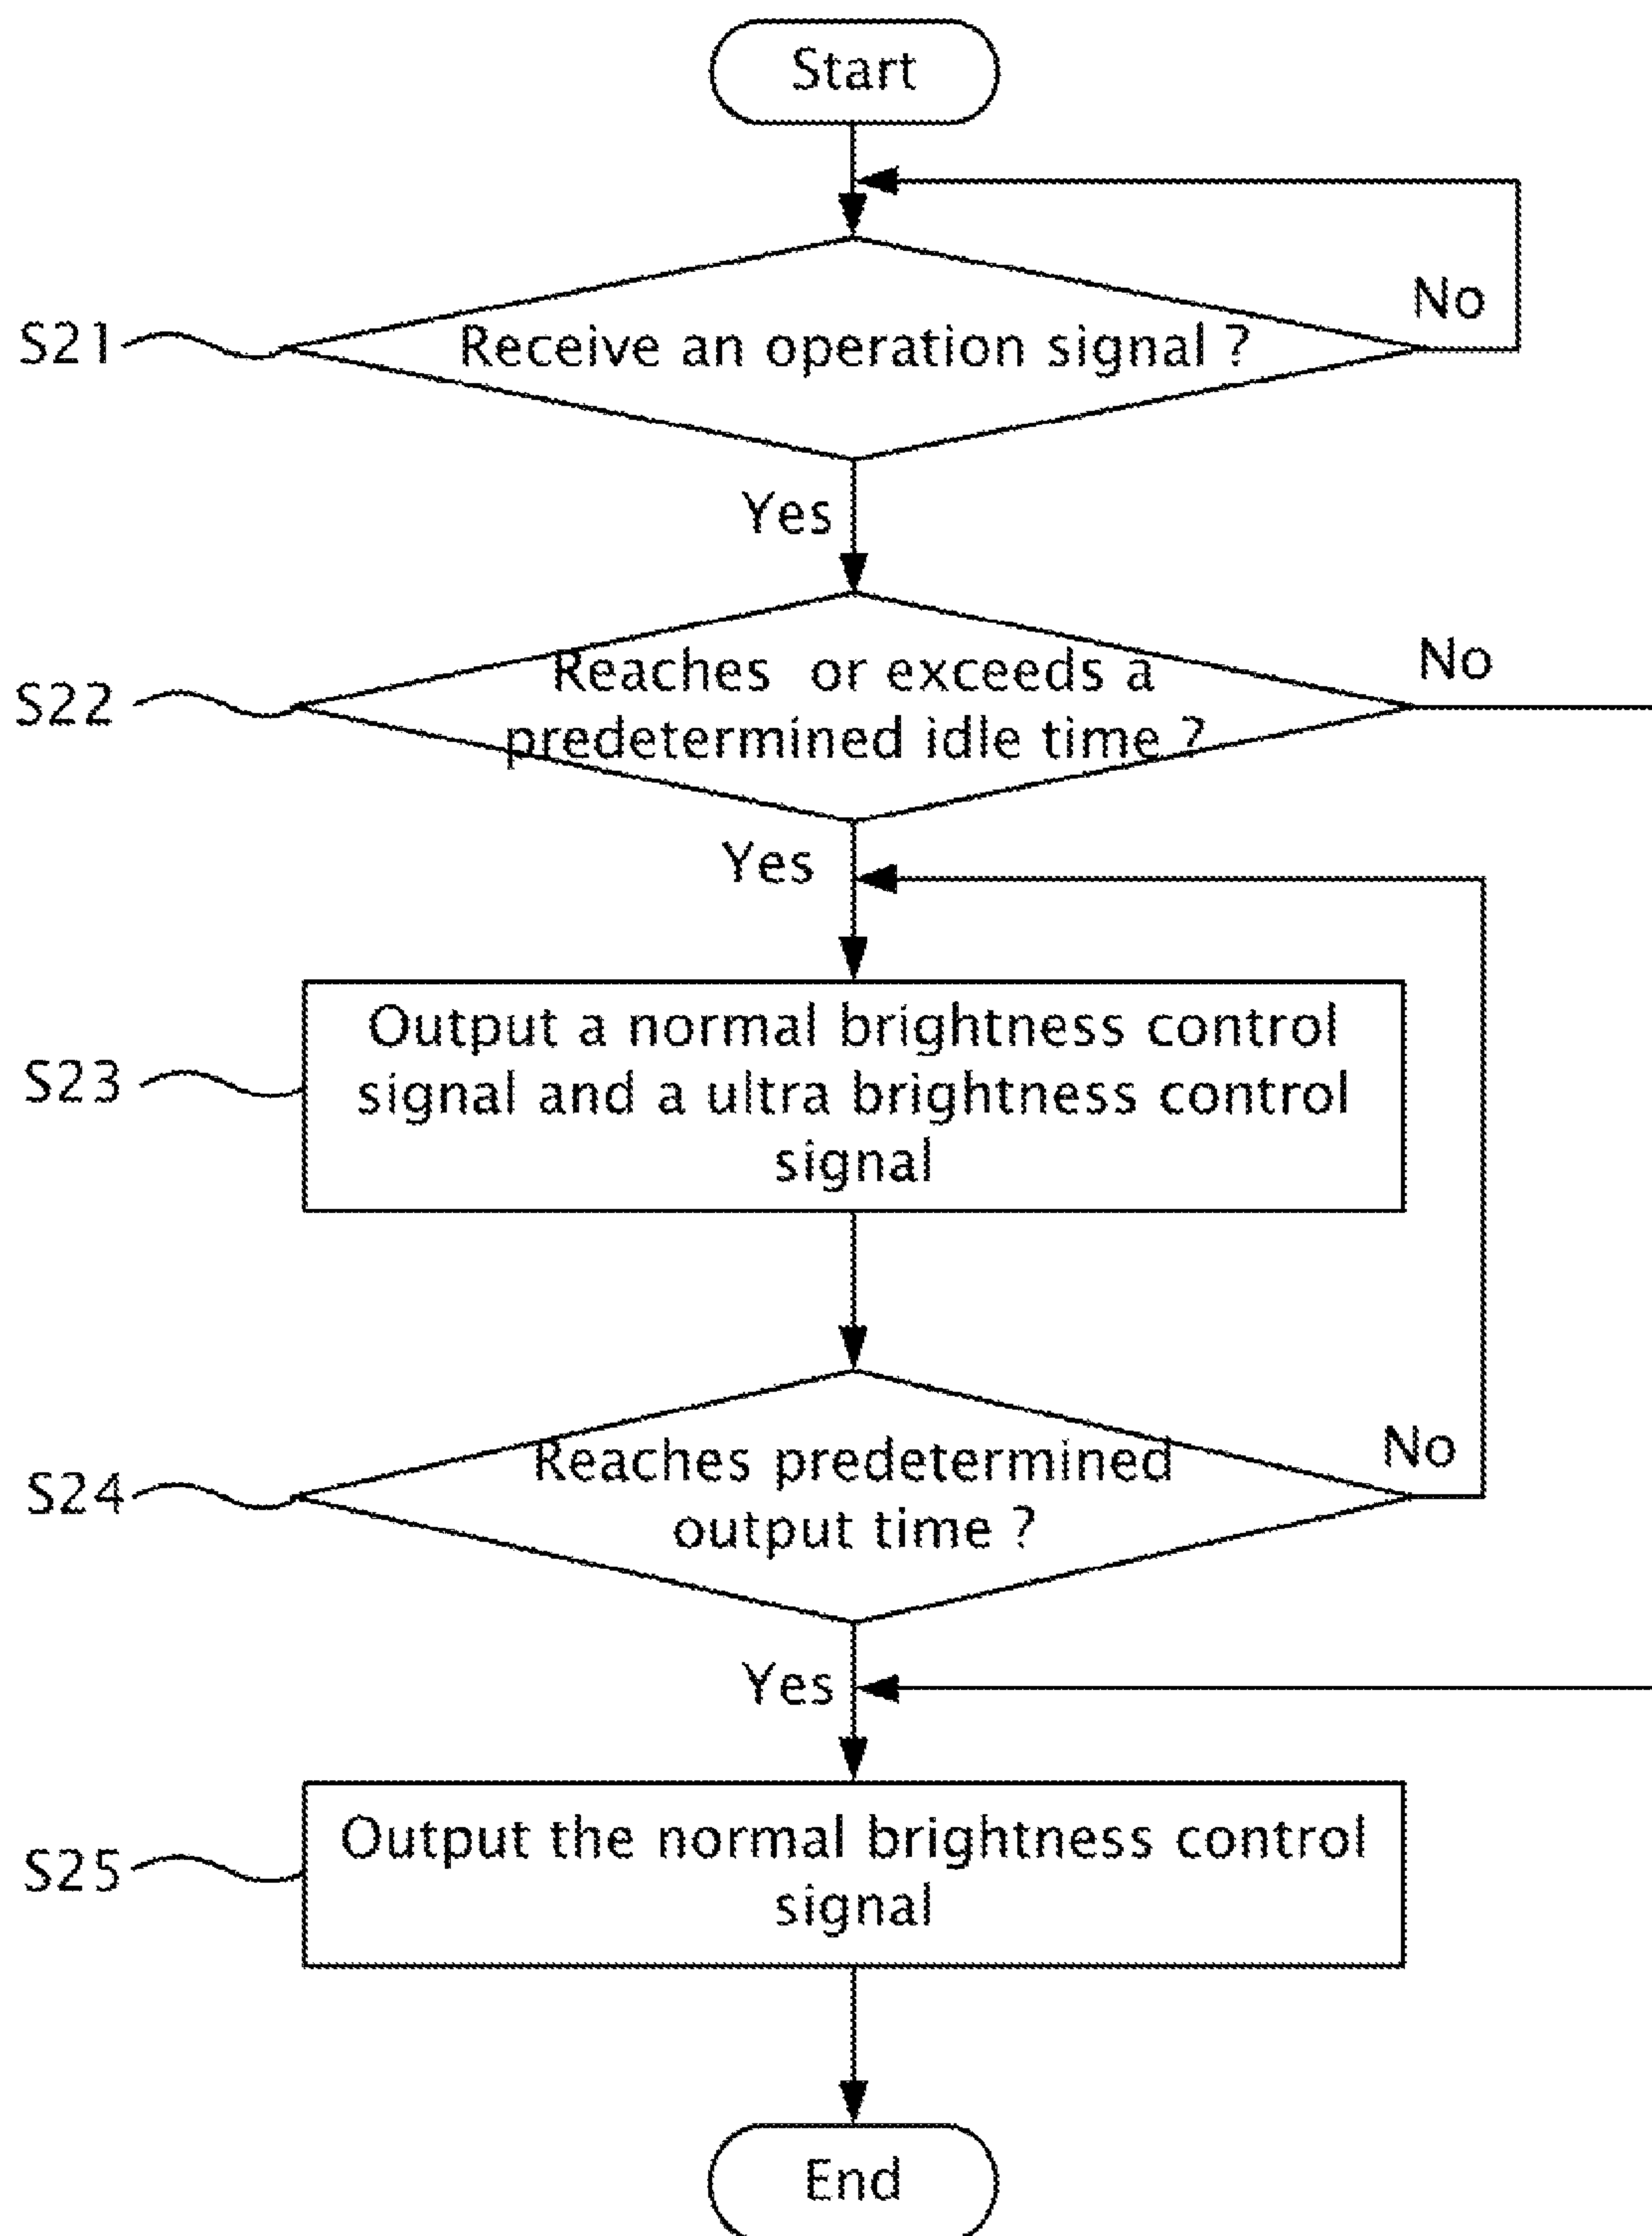 Start
No
S21
Receive an operation signal ?
Yes
S22
Reaches  or exceeds a
predetermined idle time ?
No
Yes
S23
Output a normal brightness control
signal and a ultra brightness control
signal
S24
Reaches predetermined
output time ?
No
Yes
S25
Output the normal brightness control
signal
End